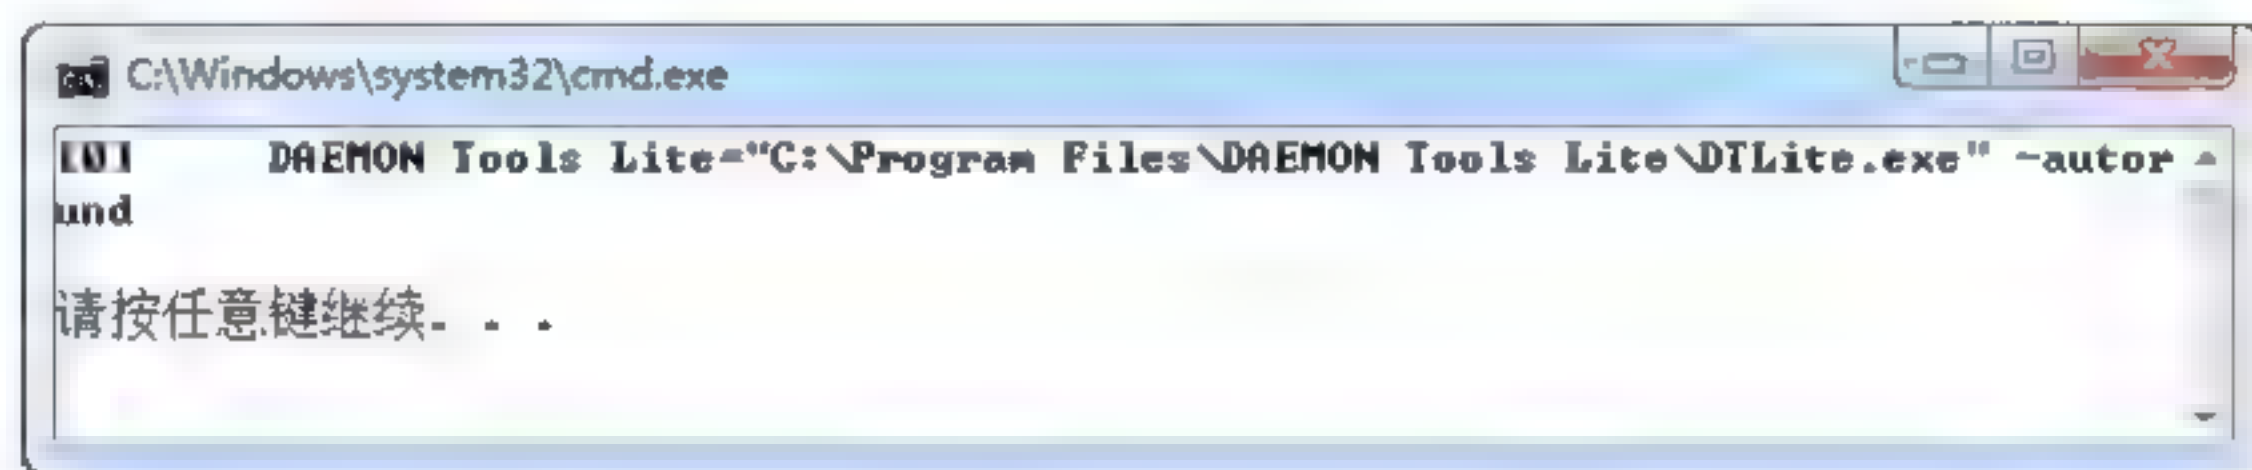 C:\Windows\system32\cmd.exe
[0] DAEMON Tools Lite="C:\Program Files\DAEMON Tools Lite\DTLite.exe" -autor
und
请按任意键继续. . .